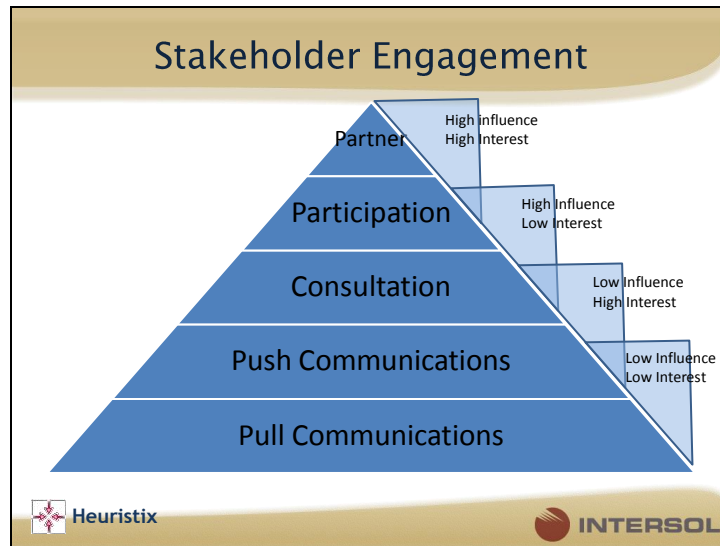 Stakeholder Engagement
Partner
High influence
High Interest
Participation
High Influence
Low Interest
Consultation
Low Influence
High Interest
Push Communications
Low Influence
Low Interest
Pull Communications
Heuristix
INTERSOL